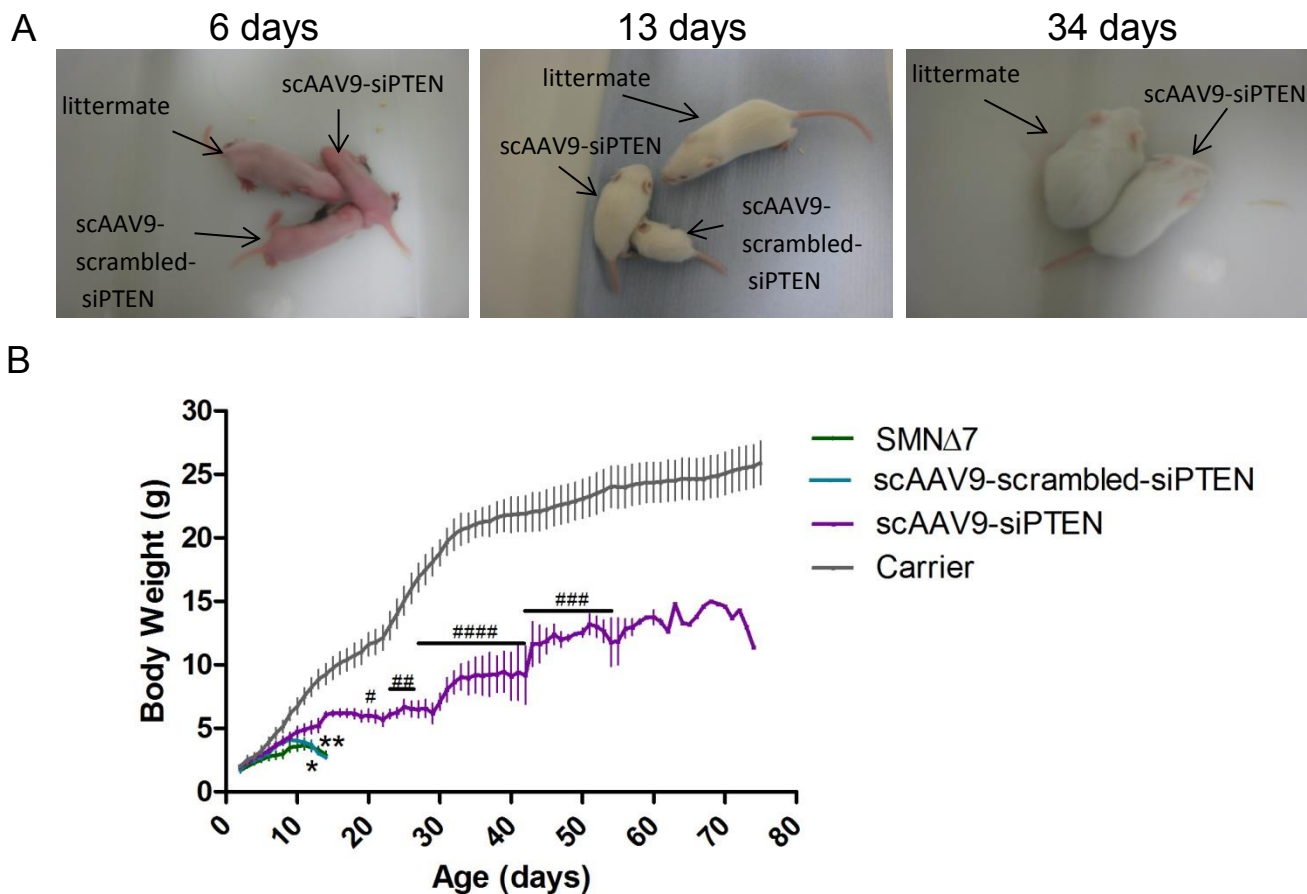 A
6 days
13 days
34 days
littermate
scAAV9-siPTEN
scAAV9-
scrambled-
siPTEN
littermate
scAAV9-siPTEN
scAAV9-
scrambled-
siPTEN
littermate
scAAV9-siPTEN
B
Body Weight (g)
30
25
20
15
10
5
0
#
##
####
###
**
*
0
10
20
30
40
50
60
70
80
Age (days)
SMNΔ7
scAAV9-scrambled-siPTEN
scAAV9-siPTEN
Carrier